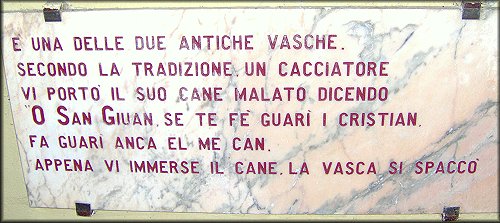 E UNA DELLE DUE ANTICHE VASCHE.
SECONDO LA TRADIZIONE, UN CACCIATORE
VI PORTÒ IL SUO CANE MALATO DICENDO
"O SAN GIUAN, SE TE FÈ GUARÌ I CRISTIAN,
FA GUARÌ ANCA EL ME CAN.
APPENA VI IMMERSE IL CANE, LA VASCA SI SPACCÒ